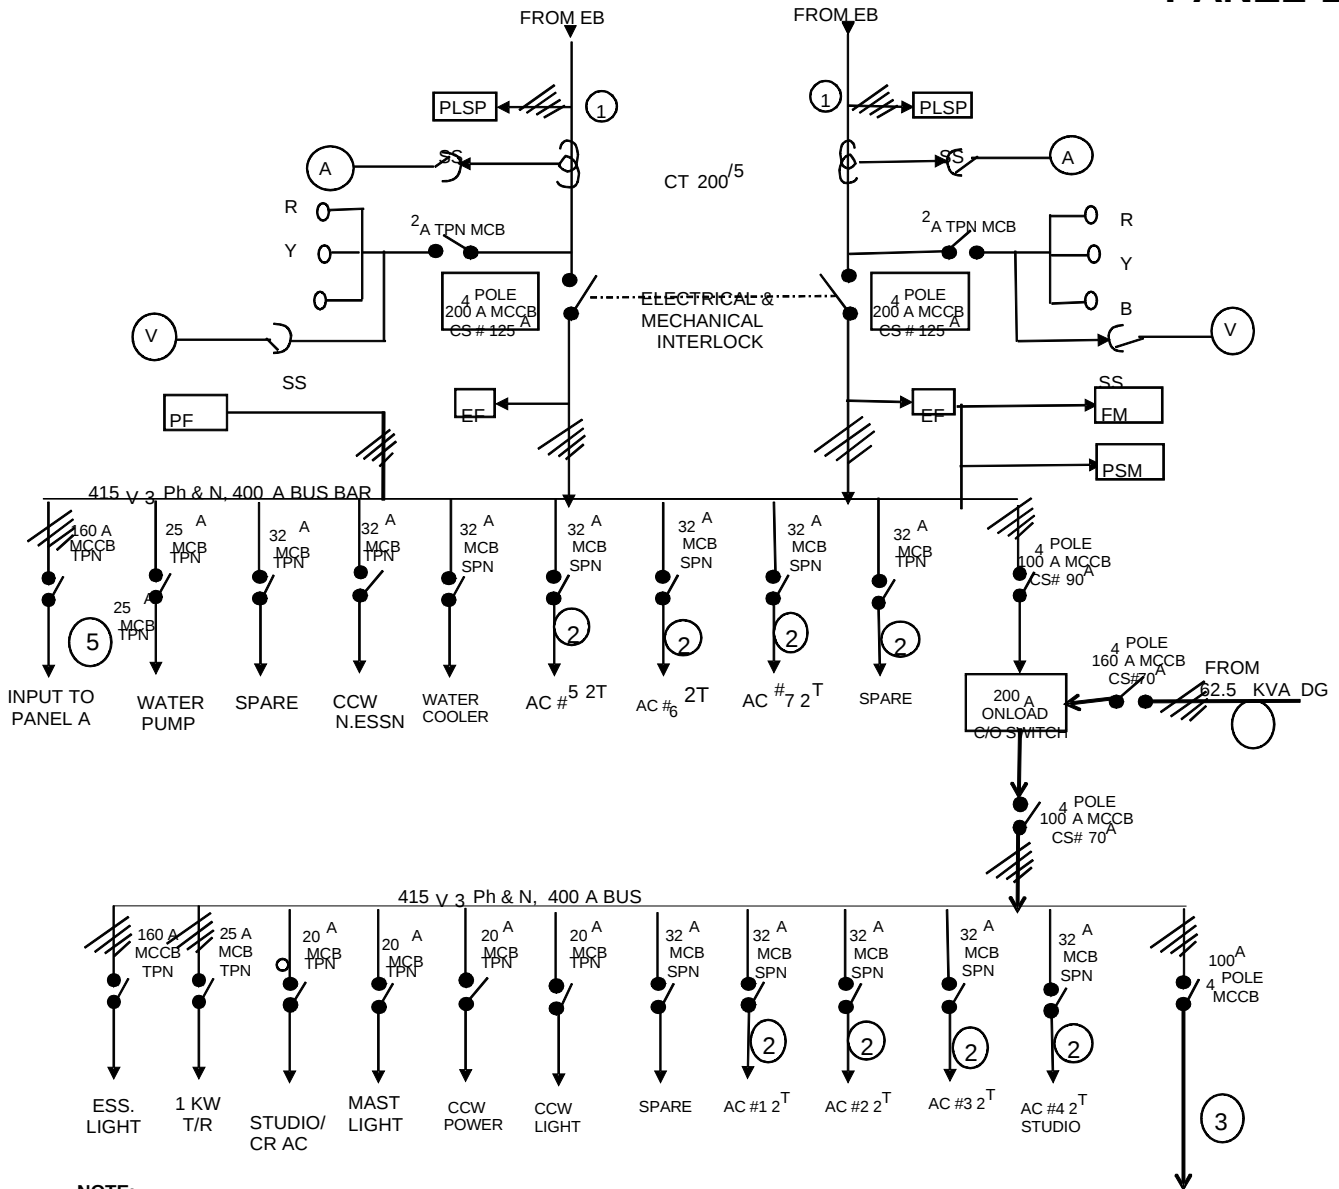 FROM EB
FROM EB
PLSP
1
1
PLSP
A
SS
CT 200/5
SS
A
R
2 A TPN MCB
2 A TPN MCB
R
Y
Y
4 POLE
200 A MCCB
CS # 125 A
ELECTRICAL &
MECHANICAL
INTERLOCK
4 POLE
200 A MCCB
CS # 125 A
B
V
V
SS
SS
PF
EF
EF
FM
PSM
415 V 3 Ph & N, 400 A BUS BAR
160 A
MCCB
TPN
25 A
MCB
TPN
32 A
MCB
TPN
32 A
MCB
TPN
32 A
MCB
SPN
32 A
MCB
SPN
32 A
MCB
SPN
32 A
MCB
SPN
32 A
MCB
TPN
4 POLE
100 A MCCB
CS# 90 A
25 A
MCB
TPN
5
2
2
2
2
4 POLE
160 A MCCB
CS#70 A
FROM
62.5 KVA DG
INPUT TO
PANEL A
WATER
PUMP
SPARE
CCW
N.ESSN
WATER
COOLER
AC #5 2T
AC #6 2T
AC #7 2T
SPARE
200 A
ONLOAD
C/O SWITCH
4 POLE
100 A MCCB
CS# 70 A
415 V 3 Ph & N, 400 A BUS
160 A
MCCB
TPN
25 A
MCB
TPN
20 A
MCB
TPN
20 A
MCB
TPN
20 A
MCB
TPN
20 A
MCB
TPN
32 A
MCB
SPN
32 A
MCB
SPN
32 A
MCB
SPN
32 A
MCB
SPN
32 A
MCB
SPN
100 A
4 POLE
MCCB
2
2
2
2
ESS.
LIGHT
1 KW
T/R
STUDIO/
CR AC
MAST
LIGHT
CCW
POWER
CCW
LIGHT
SPARE
AC #1 2T
AC #2 2T
AC #3 2T
AC #4 2T
STUDIO
3